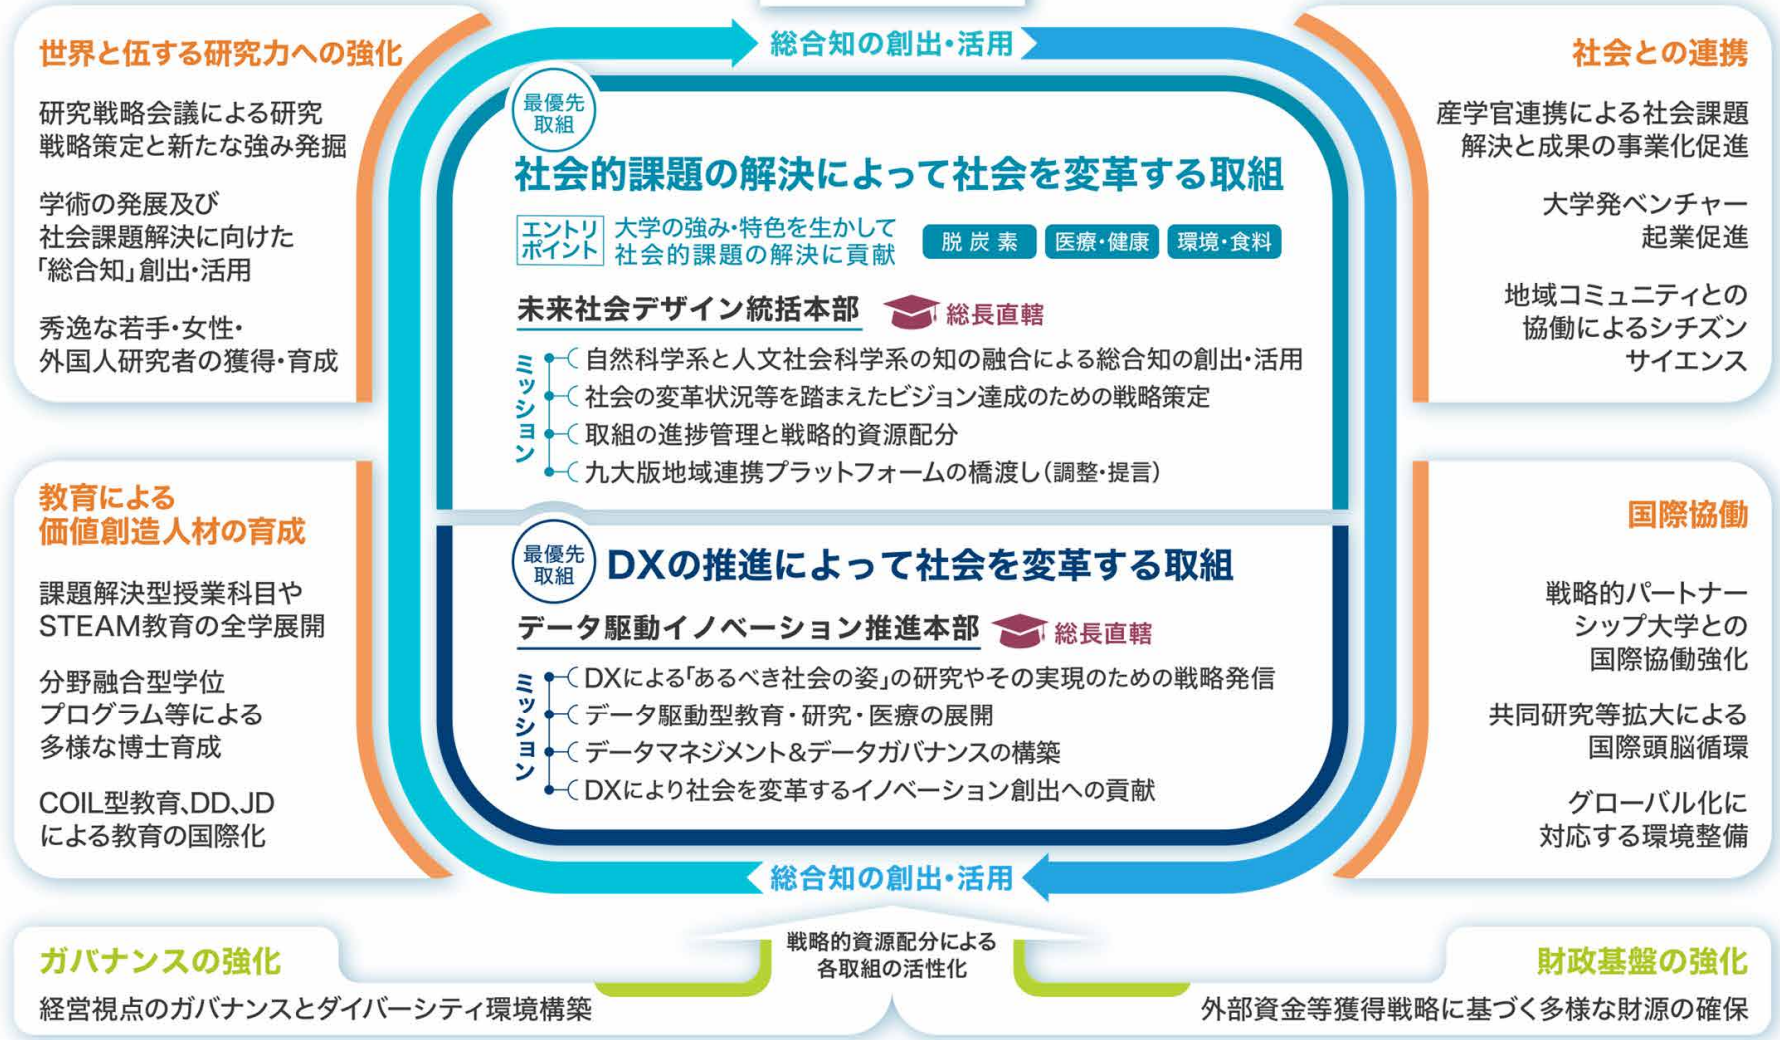 総合知の創出・活用
世界と伍する研究力への強化
研究戦略会議による研究
戦略策定と新たな強み発掘
学術の発展及び
社会課題解決に向けた
「総合知」創出・活用
秀逸な若手・女性・
外国人研究者の獲得・育成
教育による
価値創造人材の育成
課題解決型授業科目や
STEAM教育の全学展開
分野融合型学位
プログラム等による
多様な博士育成
COIL型教育、DD、JD
による教育の国際化
最優先
取組
社会的課題の解決によって社会を変革する取組
エントリ
ポイント
大学の強み・特色を生かして
社会的課題の解決に貢献
脱炭素
医療・健康
環境・食料
未来社会デザイン統括本部
総長直轄
ミッション
自然科学系と人文社会科学系の知の融合による総合知の創出・活用
社会の変革状況等を踏まえたビジョン達成のための戦略策定
取組の進捗管理と戦略的資源配分
九大版地域連携プラットフォームの橋渡し(調整・提言)
最優先
取組
DXの推進によって社会を変革する取組
データ駆動イノベーション推進本部
総長直轄
ミッション
DXによる「あるべき社会の姿」の研究やその実現のための戦略発信
データ駆動型教育・研究・医療の展開
データマネジメント&データガバナンスの構築
DXにより社会を変革するイノベーション創出への貢献
社会との連携
産学官連携による社会課題
解決と成果の事業化促進
大学発ベンチャー
起業促進
地域コミュニティとの
協働によるシチズン
サイエンス
国際協働
戦略的パートナー
シップ大学との
国際協働強化
共同研究等拡大による
国際頭脳循環
グローバル化に
対応する環境整備
総合知の創出・活用
戦略的資源配分による
各取組の活性化
ガバナンスの強化
経営視点のガバナンスとダイバーシティ環境構築
財政基盤の強化
外部資金等獲得戦略に基づく多様な財源の確保